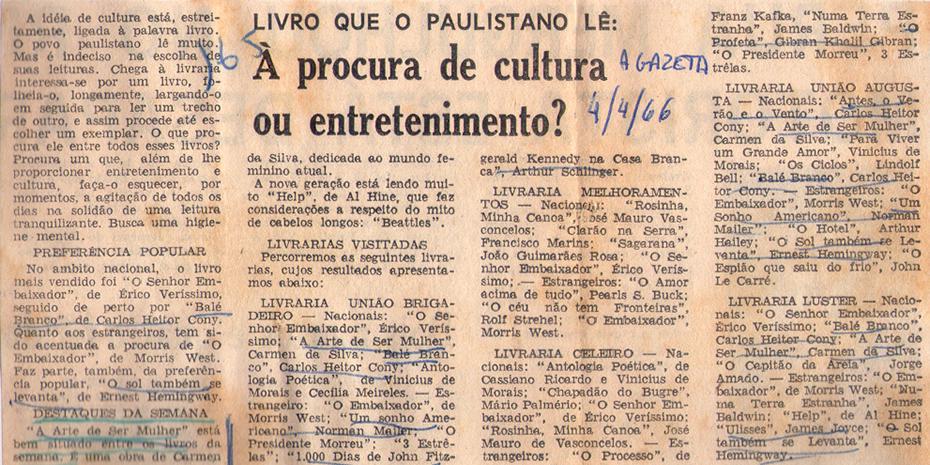 A idéia de cultura está, estrei-
tamente, ligada à palavra livro.
O povo paulistano lê muito.
Mas é indeciso na escolha de
suas leituras. Chega à livraria
interessa-se por um livro, fo-
lheia-o, longamente, largando-o
em seguida para ler um trecho
de outro, e assim procede até es-
colher um exemplar. O que pro-
cura ele entre todos esses livros?
Procura um que, além de lhe
proporcionar entretenimento e
cultura, faça-o esquecer, por
momentos, a agitação de todos os
dias na solidão de uma leitura
tranquilizante. Busca uma higie-
ne mental.
PREFERÊNCIA POPULAR
No ambito nacional, o livro
mais vendido foi "O Senhor Em-
baixador", de Érico Veríssimo,
seguido de perto por "Balé
Branco", de Carlos Heitor Cony.
Quanto aos estrangeiros, tem si-
do acentuada a procura de "O
Embaixador", de Morris West.
Faz parte, também, da preferên-
cia popular, "O sol também se
levanta", de Ernest Hemingway.
DESTAQUES DA SEMANA
"A Arte de Ser Mulher" está
bem situado entre os livros da
semana. É uma obra de Carmen
LIVRO QUE O PAULISTANO LÊ:
À procura de cultura
ou entretenimento?
A GAZETA
4/4/66
da Silva, dedicada ao mundo fe-
minino atual.
A nova geração está lendo mui-
to "Help", de Al Hine, que faz
considerações a respeito do mito
de cabelos longos: "Beattles".
LIVRARIAS VISITADAS
Percorremos as seguintes livra-
rias, cujos resultados apresenta-
mos abaixo:
LIVRARIA UNIÃO BRIGA-
DEIRO — Nacionais: "O Se-
nhor Embaixador", Érico Verís-
simo; "A Arte de Ser Mulher",
Carmen da Silva; "Balé Bran-
co", Carlos Heitor Cony; "Anto-
logia Poética", de Vinicius de
Morais e Cecília Meireles. — Es-
trangeiro: "O Embaixador", de
Morris West; "Um sonho Ame-
ricano", Norman Mailer; "O
Presidente Morreu"; "3 Estrê-
las"; "1.000 Dias de John Fitz-
gerald Kennedy na Casa Bran-
ca", Arthur Schlinger.
LIVRARIA MELHORAMEN-
TOS — Nacioneis: "Rosinha,
Minha Canoa", José Mauro Vas-
concelos; "Clarão na Serra",
Francisco Marins; "Sagarana",
João Guimarães Rosa; "O Se-
nhor Embaixador", Érico Verís-
simo; — Estrangeiros: "O Amor
acima de tudo", Pearls S. Buck;
"O céu não tem Fronteiras"
Rolf Strehel; "O Embaixador",
Morris West.
LIVRARIA CELEIRO — Na-
cionais: "Antologia Poética", de
Cassiano Ricardo e Vinicius de
Morais; "Chapadão do Bugre",
Mário Palmério; "O Senhor Em-
baixador", de Érico Veríssimo:
"Rosinha, Minha Canoa", José
Mauro de Vasconcelos. — Es-
trangeiros: "O Processo", de
Franz Kafka, "Numa Terra Es-
tranha", James Baldwin; "O
Profeta", Gibran Khalil Gibran;
"O Presidente Morreu", 3 Es-
trêlas.
LIVRARIA UNIÃO AUGUS-
TA — Nacionais: "Antes, o Ve-
rão e o Vento", Carlos Heitor
Cony; "A Arte de Ser Mulher",
Carmen da Silva; "Para Viver
um Grande Amor", Vinicius de
Morais; "Os Ciclos", Lindolf
Bell; "Balé Branco", Carlos Hei-
tor Cony. — Estrangeiros: "O
Embaixador", Morris West; "Um
Sonho Americano", Norman
Mailer; "O Hotel", Arthur
Hailey; "O Sol também se Le-
vanta", Ernest Hemingway; "O
Espião que saiu do frio", John
Le Carré.
LIVRARIA LUSTER — Nacio-
nais: "O Senhor Embaixador",
Érico Veríssimo; "Balé Branco",
Carlos Heitor Cony; "A Arte de
Ser Mulher", Carmen da Silva;
"O Capitão da Areia", Jorge
Amado. — Estrangeiros: "O Em-
baixador", de Morris West; "Nu-
ma Terra Estranha", James
Baldwin; "Help", de Al Hine;
"Ulisses", James Joyce; "O Sol
também se Levanta", Ernest
Hemingway.